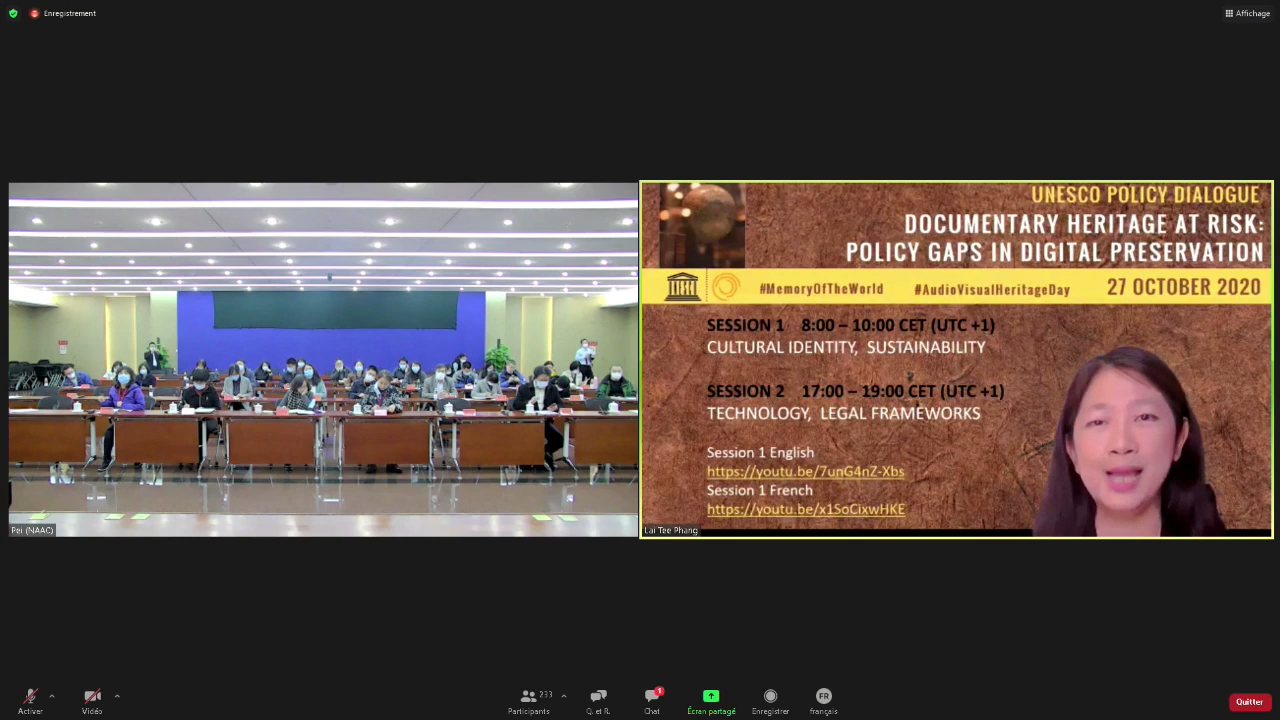 Enregistrement
Affichage
UNESCO POLICY DIALOGUE
DOCUMENTARY HERITAGE AT RISK:
POLICY GAPS IN DIGITAL PRESERVATION
#MemoryOfTheWorld #AudioVisualHeritageDay 27 OCTOBER 2020
SESSION 1 8:00 – 10:00 CET (UTC +1)
CULTURAL IDENTITY, SUSTAINABILITY
SESSION 2 17:00 – 19:00 CET (UTC +1)
TECHNOLOGY, LEGAL FRAMEWORKS
Session 1 English
https://youtu.be/7unG4nZ-Xbs
Session 1 French
https://youtu.be/x1SoCixwHKE
Pei (NAAC)
Lai Tee Phang
Activer
Vidéo
233
Participants
Q. et R.
1
Chat
Écran partagé
Enregistrer
FR
français
Quitter